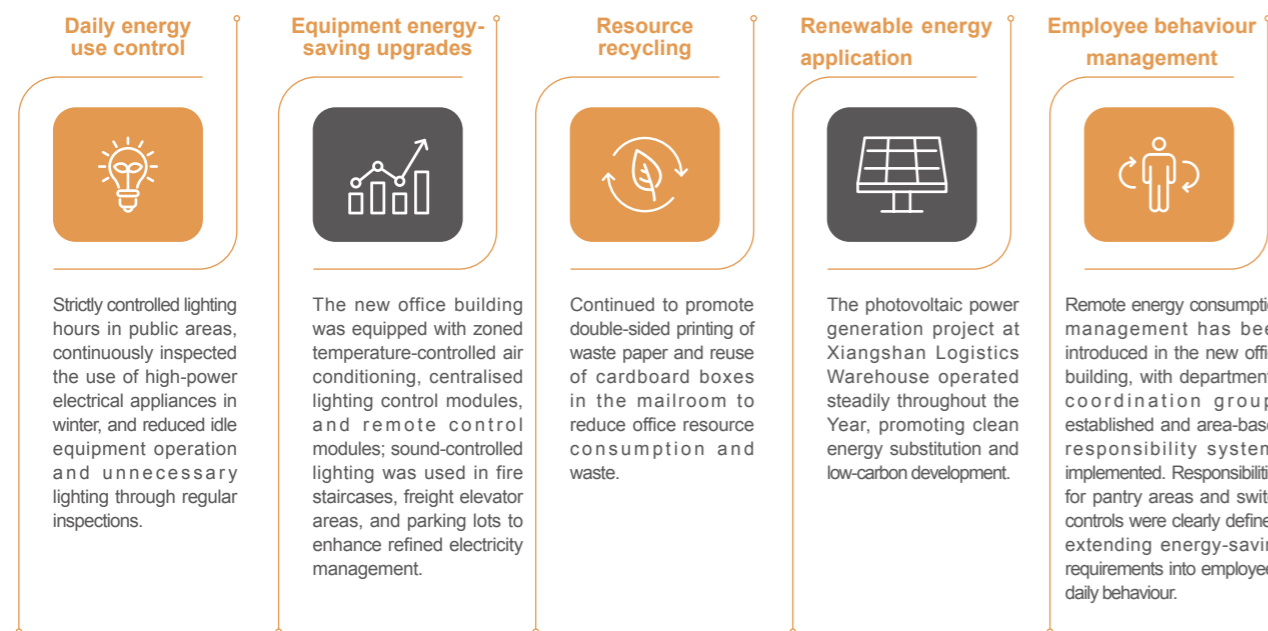 Daily energy
use control
Strictly controlled lighting
hours in public areas,
continuously inspected
the use of high-power
electrical appliances in
winter, and reduced idle
equipment operation
and unnecessary
lighting through regular
inspections.
Equipment energy-
saving upgrades
The new office building
was equipped with zoned
temperature-controlled air
conditioning, centralised
lighting control modules,
and remote control
modules; sound-controlled
lighting was used in fire
staircases, freight elevator
areas, and parking lots to
enhance refined electricity
management.
Resource
recycling
Continued to promote
double-sided printing of
waste paper and reuse
of cardboard boxes
in the mailroom to
reduce office resource
consumption and
waste.
Renewable energy
application
The photovoltaic power
generation project at
Xiangshan Logistics
Warehouse operated
steadily throughout the
Year, promoting clean
energy substitution and
low-carbon development.
Employee behaviour
management
Remote energy
management has
introduced in the new
building, with
coordination
established and
responsibility
implemented.
for pantry areas and
controls were clearly
extending
requirements into
daily behaviour.